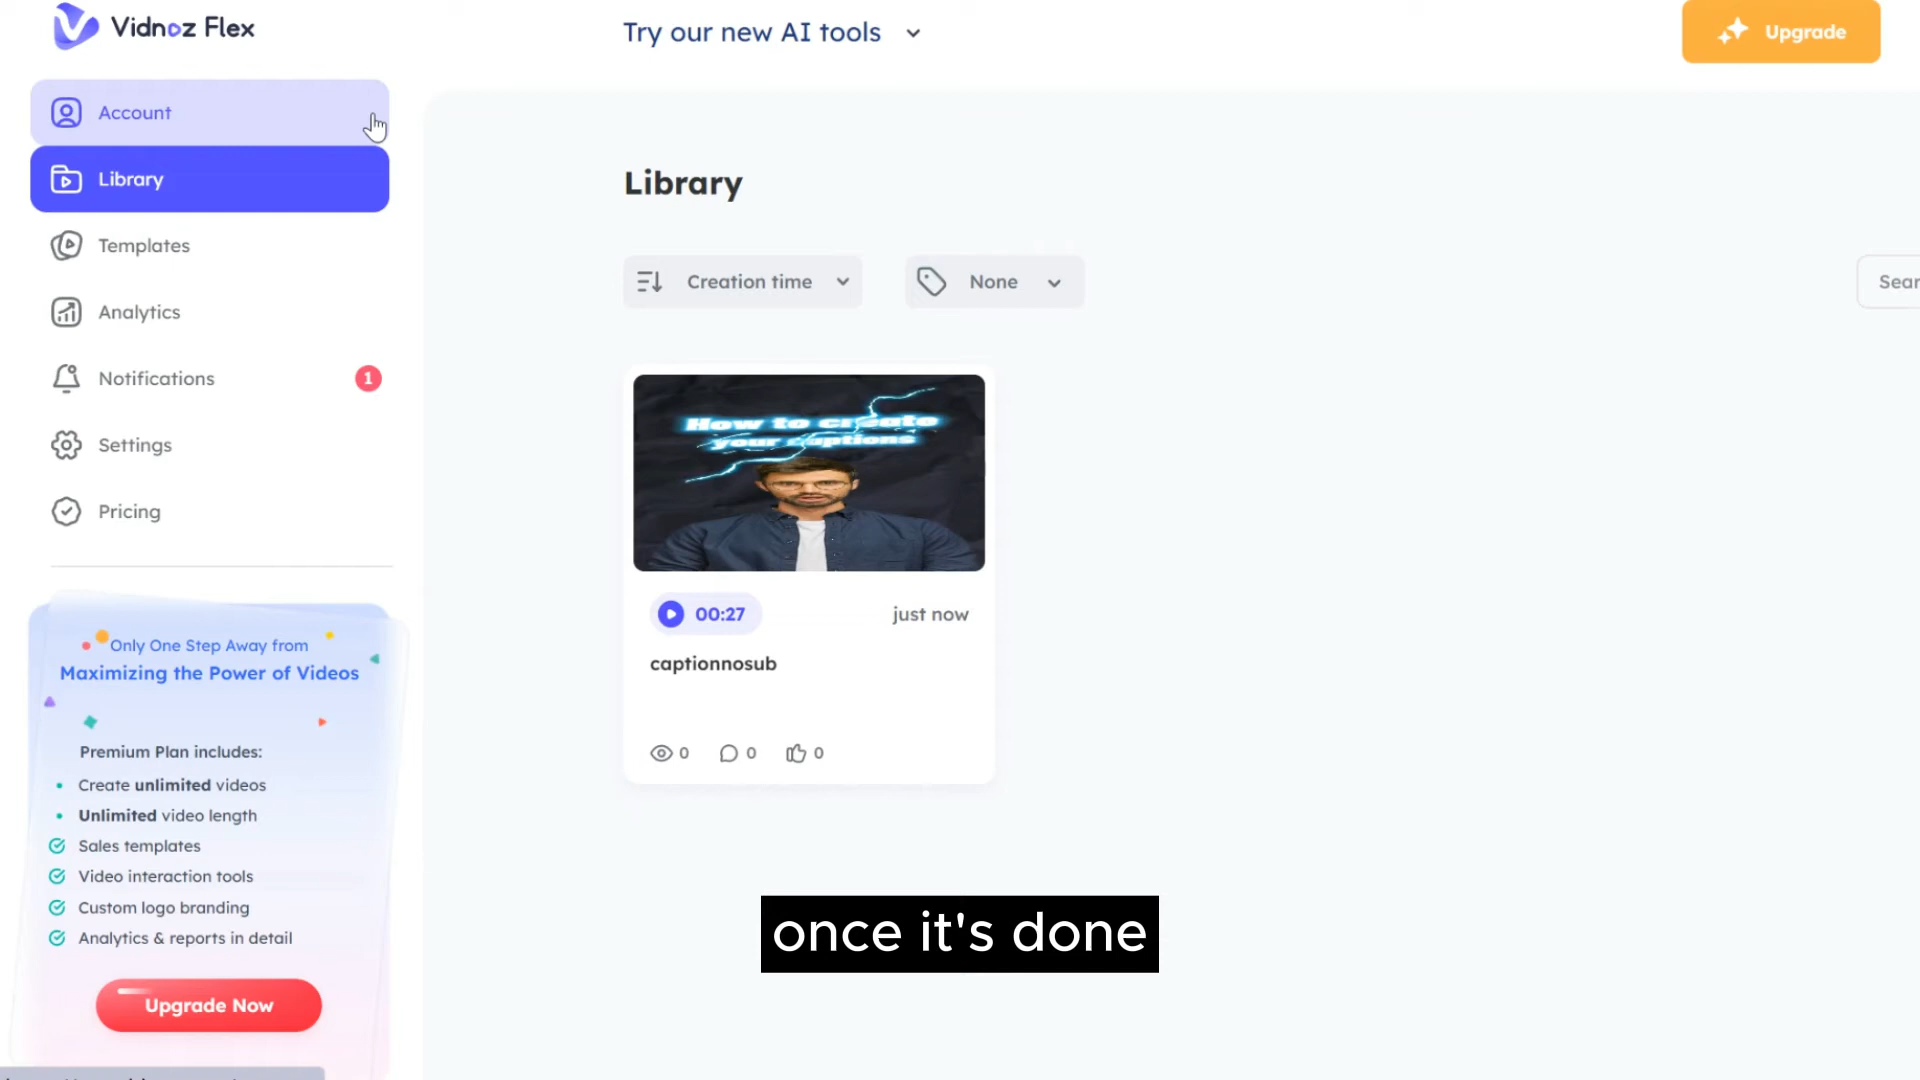 Vidnoz Flex
Try our new AI tools
Upgrade
Account
Library
Templates
Analytics
Notifications
1
Settings
Pricing
Library
Creation time
None
How to create
your captions
00:27
just now
captionnosub
0
0
0
Only One Step Away from
Maximizing the Power of Videos
Premium Plan includes:
Create unlimited videos
Unlimited video length
Sales templates
Video interaction tools
Custom logo branding
Analytics & reports in detail
Upgrade Now
once it's done